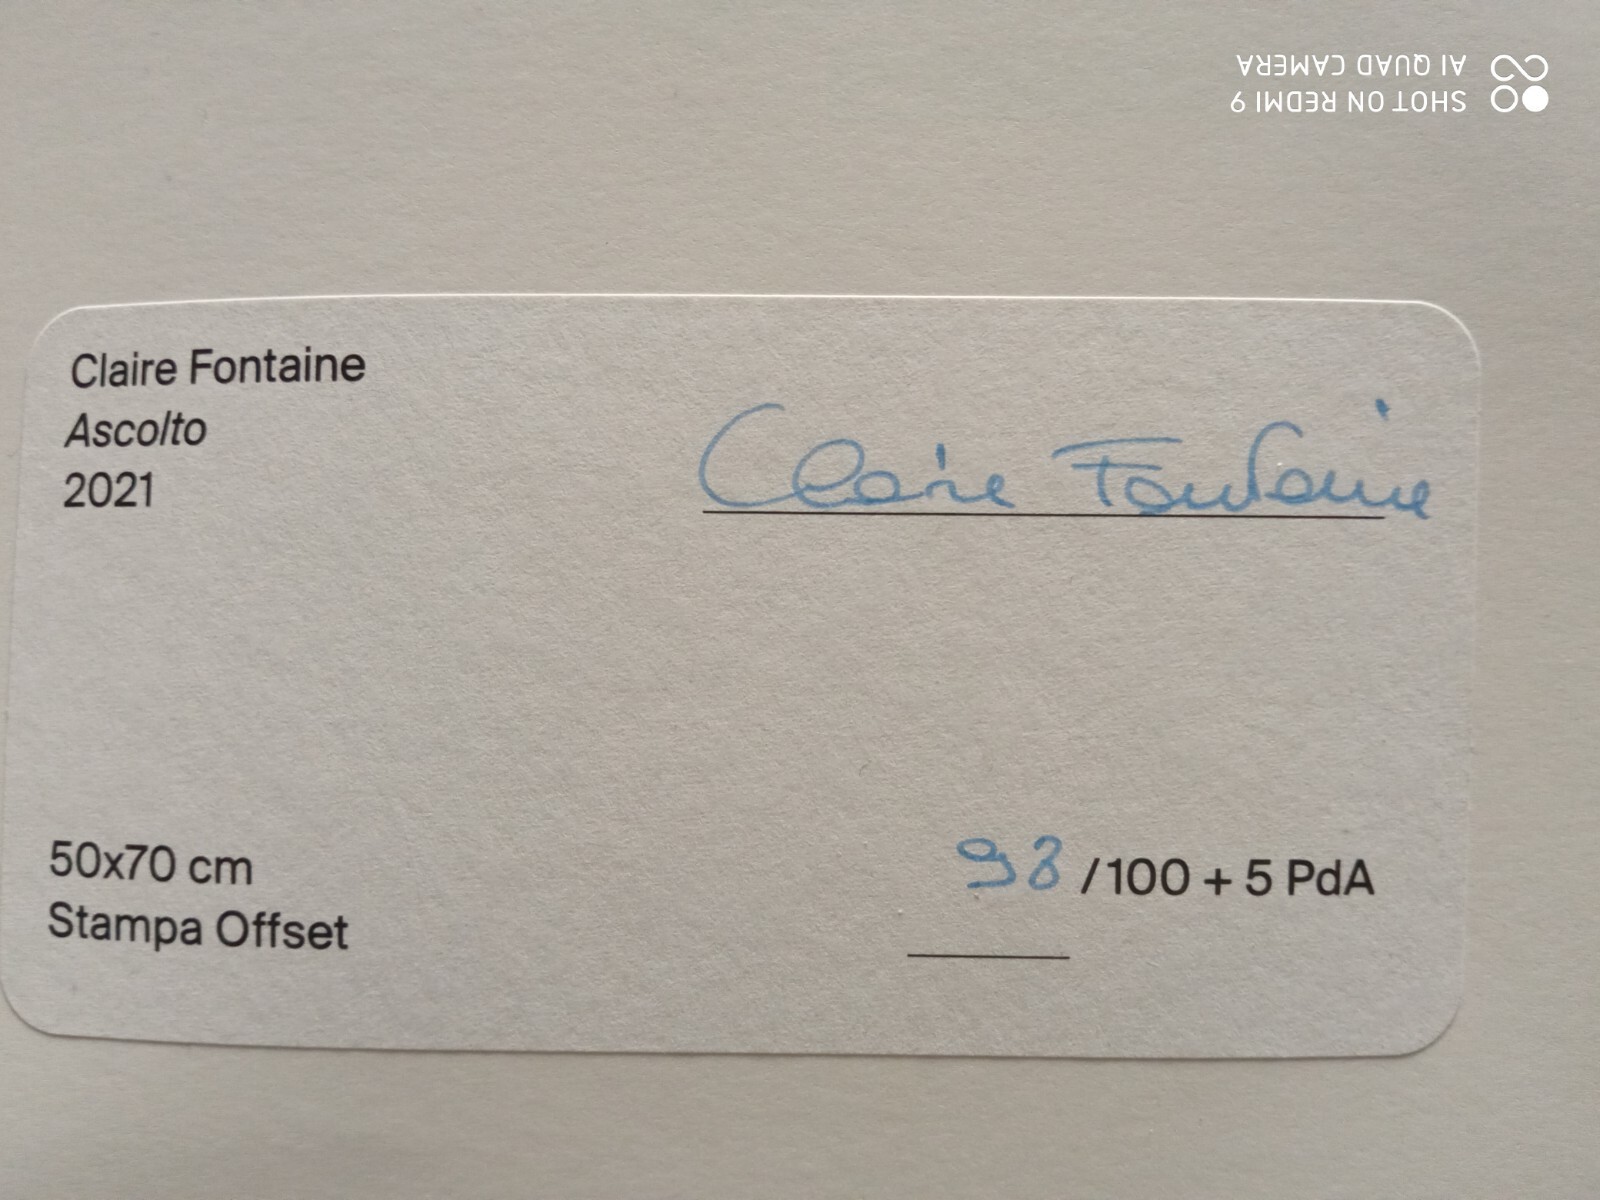 Claire Fontaine
Ascolto
2021
Claire Fontaine
50x70 cm
Stampa Offset
98 /100 + 5 PdA
SHOT ON REDMI 9
AI QUAD CAMERA